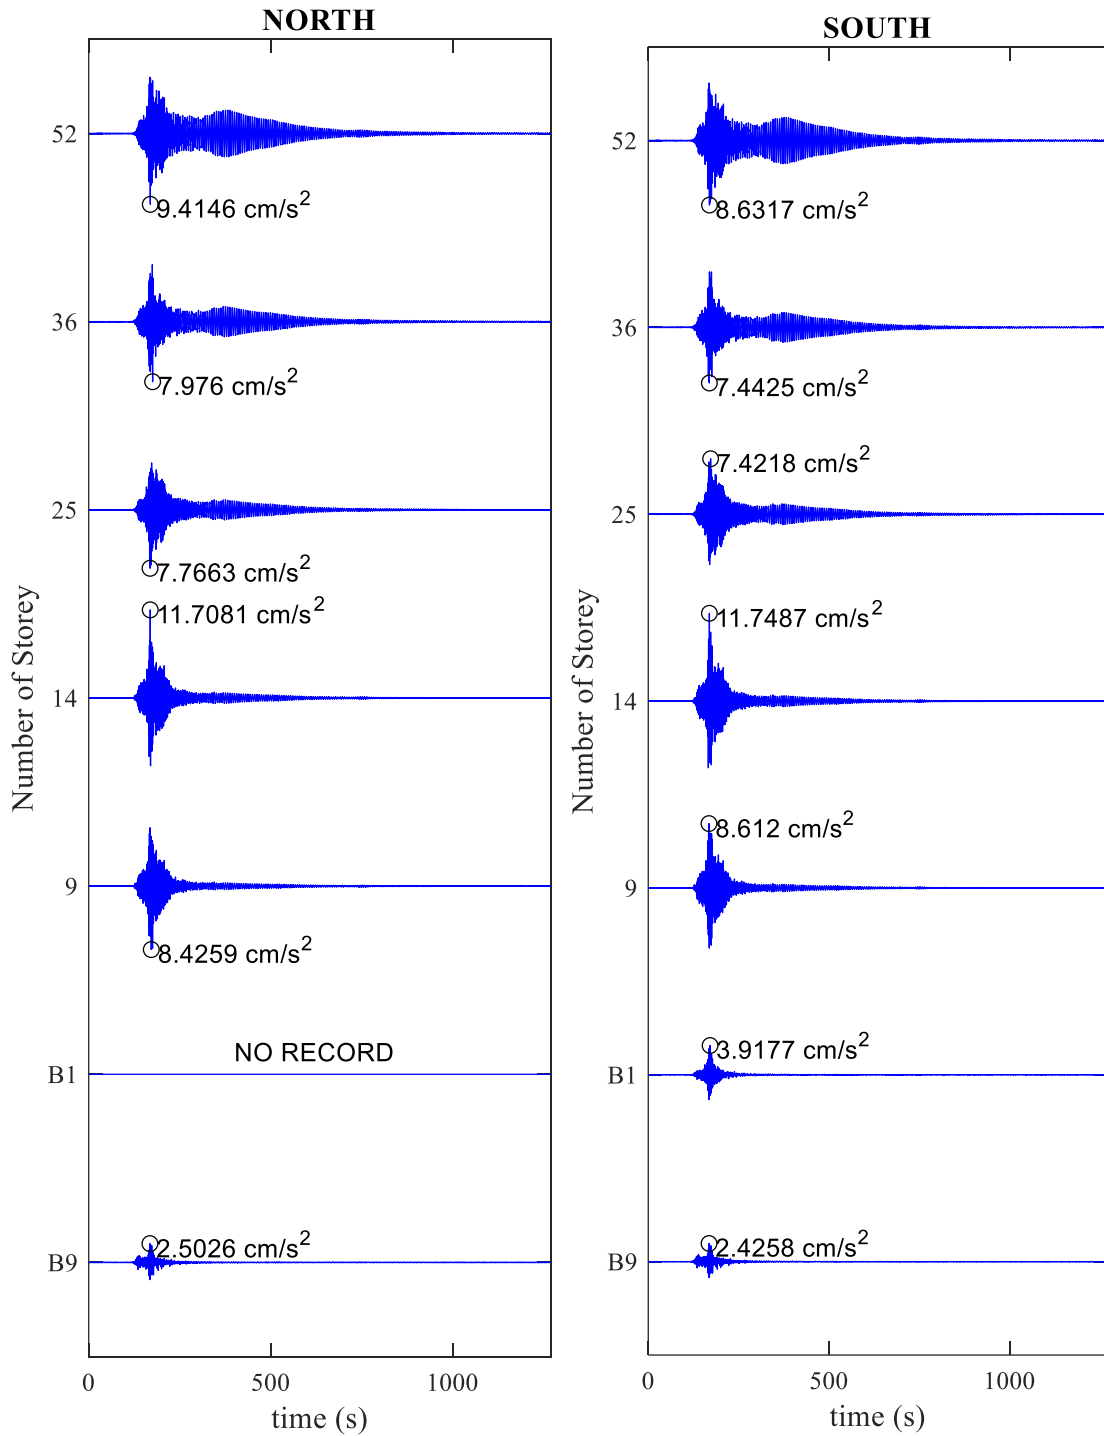 NORTH
52
9.4146 cm/s²
36
7.976 cm/s²
25
7.7663 cm/s²
11.7081 cm/s²
14
9
8.4259 cm/s²
NO RECORD
B1
2.5026 cm/s²
B9
0 500 1000
time (s)
Number of Storey
SOUTH
52
8.6317 cm/s²
36
7.4425 cm/s²
7.4218 cm/s²
25
11.7487 cm/s²
14
8.612 cm/s²
9
3.9177 cm/s²
B1
2.4258 cm/s²
B9
0 500 1000
time (s)
Number of Storey